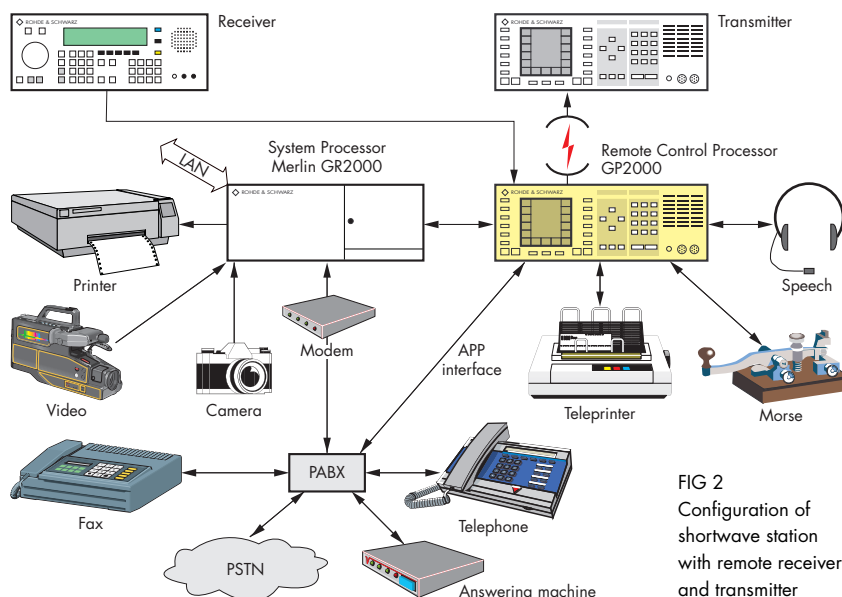 ROHDE & SCHWARZ
Receiver
ROHDE & SCHWARZ
Transmitter
LAN
System Processor
Merlin GR2000
Remote Control Processor
GP2000
ROHDE & SCHWARZ
ROHDE & SCHWARZ
Printer
Speech
Modem
APP
interface
Video
Camera
Teleprinter
Morse
PABX
Fax
Telephone
PSTN
Answering machine
FIG 2
Configuration of
shortwave station
with remote receiver
and transmitter